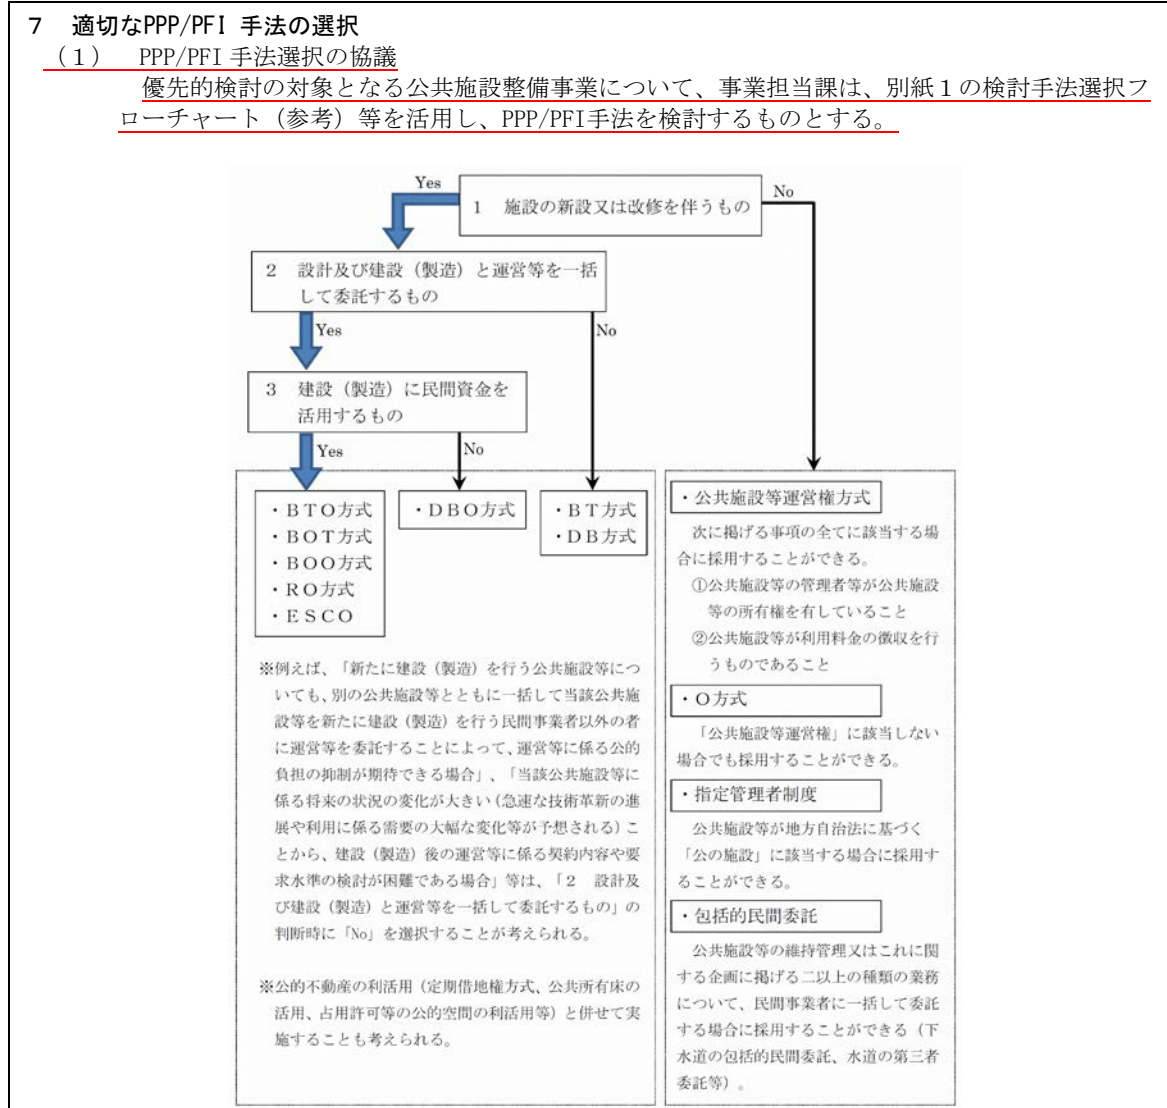 ７　適切なPPP/PFI 手法の選択
（１）　PPP/PFI 手法選択の協議
優先的検討の対象となる公共施設整備事業について、事業担当課は、別紙１の検討手法選択フ
ローチャート（参考）等を活用し、PPP/PFI手法を検討するものとする。
Yes
1　施設の新設又は改修を伴うもの
No
2　設計及び建設（製造）と運営等を一括
して委託するもの
Yes
No
3　建設（製造）に民間資金を
活用するもの
Yes
No
・ＢＴＯ方式
・ＢＯＴ方式
・ＢＯＯ方式
・ＲＯ方式
・ＥＳＣＯ
・ＤＢＯ方式
・ＢＴ方式
・ＤＢ方式
※例えば、「新たに建設（製造）を行う公共施設等につ
いても、別の公共施設等とともに一括して当該公共施
設等を新たに建設（製造）を行う民間事業者以外の者
に運営等を委託することによって、運営等に係る公的
負担の抑制が期待できる場合」、「当該公共施設等に
係る将来の状況の変化が大きい（急速な技術革新の進
展や利用に係る需要の大幅な変化等が予想される）こ
とから、建設（製造）後の運営等に係る契約内容や要
求水準の検討が困難である場合」等は、「２　設計及
び建設（製造）と運営等を一括して委託するもの」の
判断時に「No」を選択することが考えられる。
※公的不動産の利活用（定期借地権方式、公共所有床の
活用、占用許可等の公的空間の利活用等）と併せて実
施することも考えられる。
・公共施設等運営権方式
次に掲げる事項の全てに該当する場
合に採用することができる。
①公共施設等の管理者等が公共施設
等の所有権を有していること
②公共施設等が利用料金の徴収を行
うものであること
・Ｏ方式
「公共施設等運営権」に該当しない
場合でも採用することができる。
・指定管理者制度
公共施設等が地方自治法に基づく
「公の施設」に該当する場合に採用す
ることができる。
・包括的民間委託
公共施設等の維持管理又はこれに関
する企画に掲げる二以上の種類の業務
について、民間事業者に一括して委託
する場合に採用することができる（下
水道の包括的民間委託、水道の第三者
委託等）。